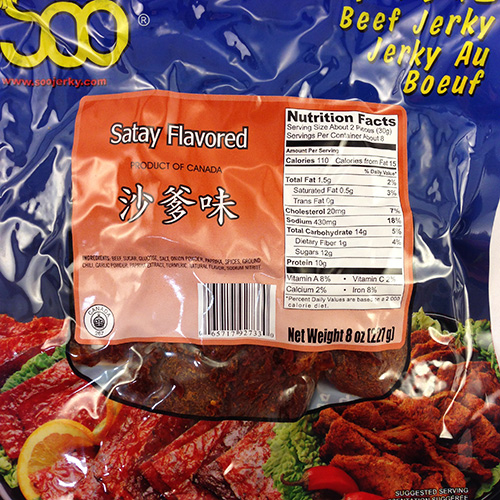 Soo®
www.soojerky.com
Beef Jerky
Jerky Au
Boeuf
Satay Flavored
PRODUCT OF CANADA
沙爹味
INGREDIENTS: BEEF, SUGAR, GLUCOSE, SALT, ONION POWDER, PAPRIKA, SPICES, GROUND
CHILI, GARLIC POWDER, PAPRIKA EXTRACT, TURMERIC, NATURAL FLAVOR, SODIUM NITRITE
CANADA
Nutrition Facts
Serving Size About 2 Pieces (30g)
Servings Per Container About 8
Amount Per Serving
Calories 110 Calories from Fat 15
% Daily Value*
Total Fat 1.5g 2%
Saturated Fat 0.5g 3%
Trans Fat 0g
Cholesterol 20mg 7%
Sodium 430mg 18%
Total Carbohydrate 14g 5%
Dietary Fiber 1g 4%
Sugars 12g
Protein 10g
Vitamin A 8% • Vitamin C 2%
Calcium 2% • Iron 8%
*Percent Daily Values are based on a 2 000
calorie diet.
Net Weight 8 oz (227g)
SUGGESTED SERVING